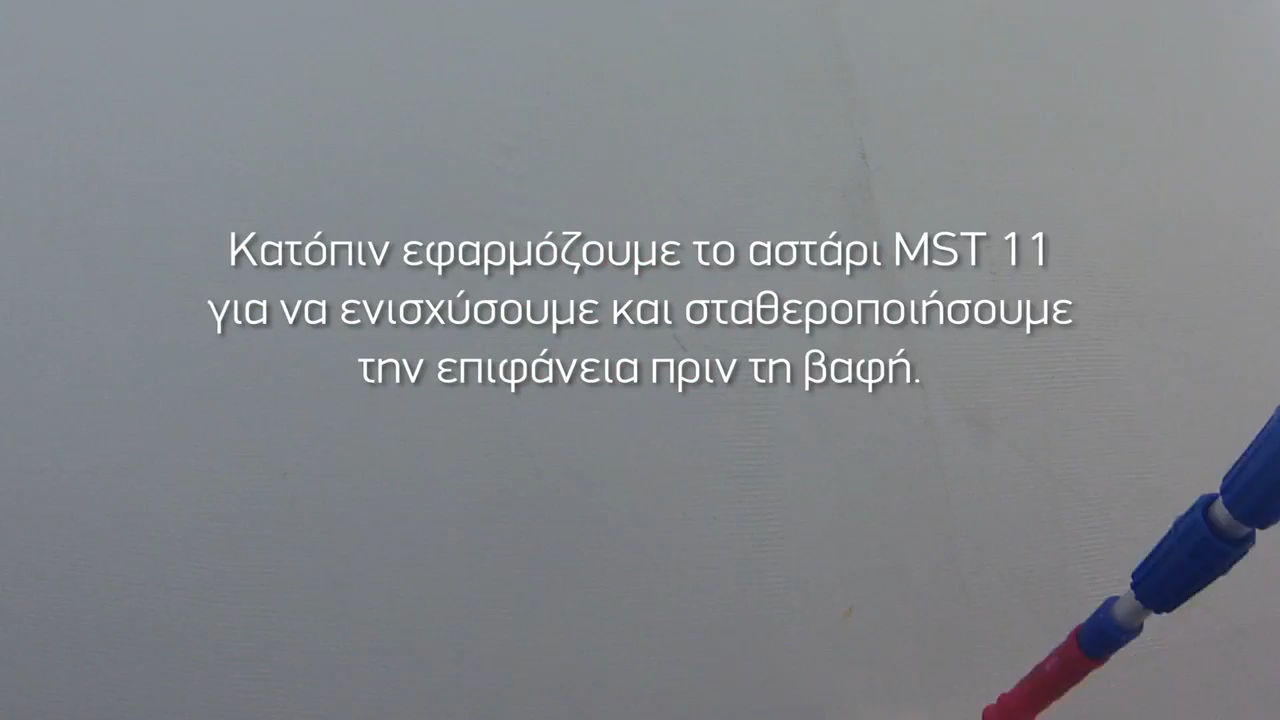 Κατόπιν εφαρμόζουμε το αστάρι MST 11
για να ενισχύσουμε και σταθεροποιήσουμε
την επιφάνεια πριν τη βαφή.